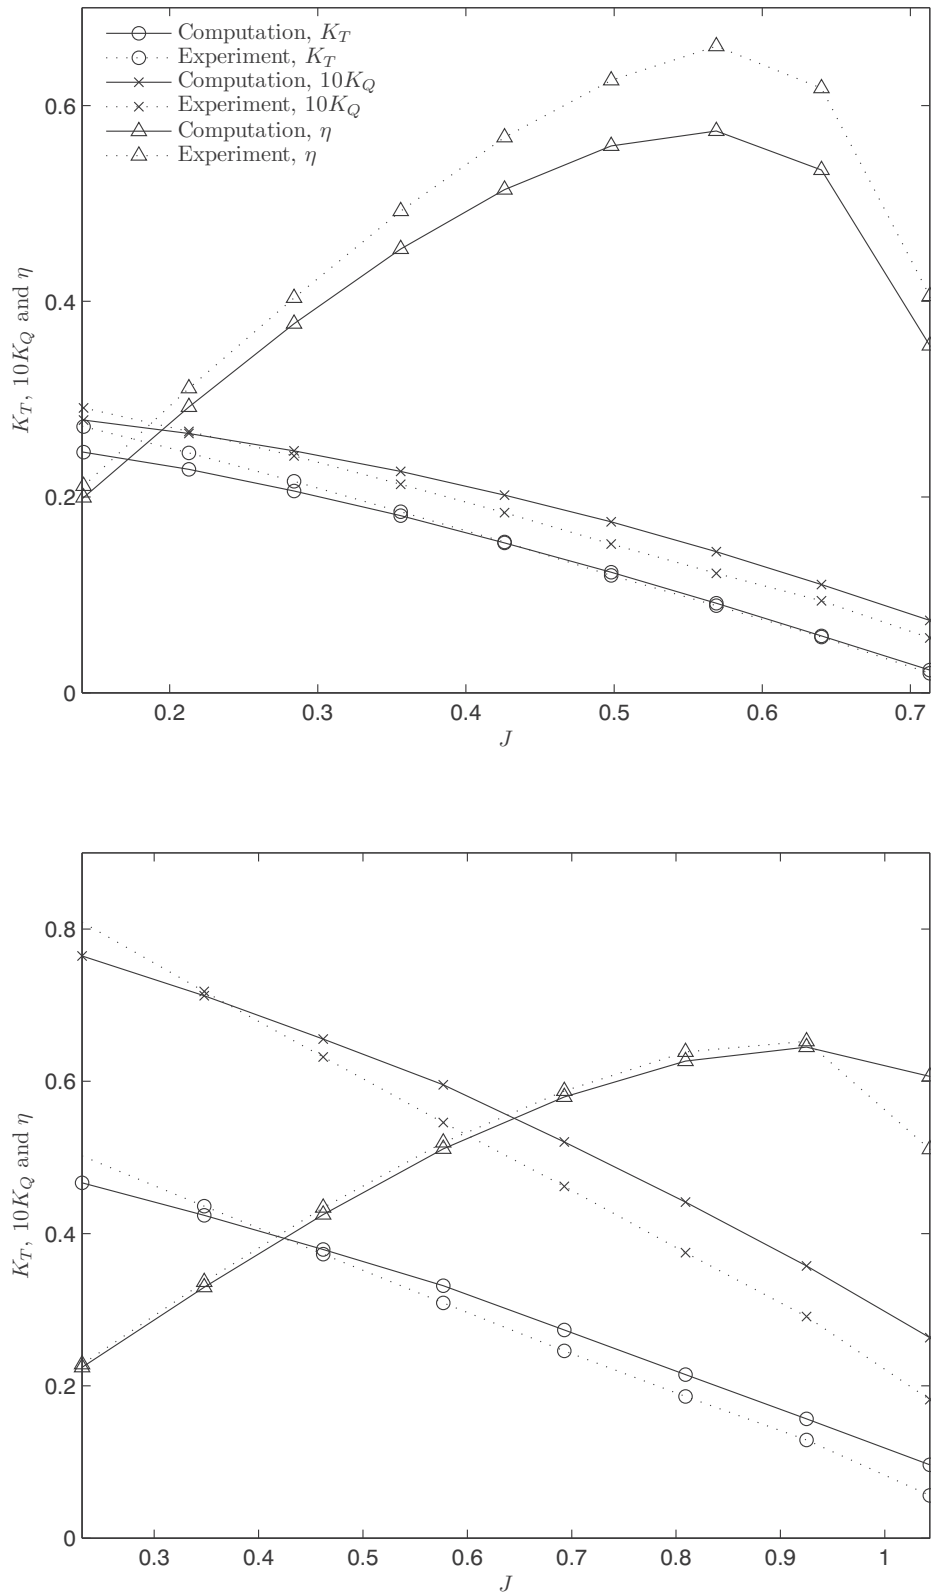 Computation, K_T
Experiment, K_T
Computation, 10K_Q
Experiment, 10K_Q
Computation, η
Experiment, η
0.6
0.4
0.2
0
K_T, 10K_Q and η
0.2 0.3 0.4 0.5 0.6 0.7
J
0.8
0.6
0.4
0.2
0
K_T, 10K_Q and η
0.3 0.4 0.5 0.6 0.7 0.8 0.9 1
J